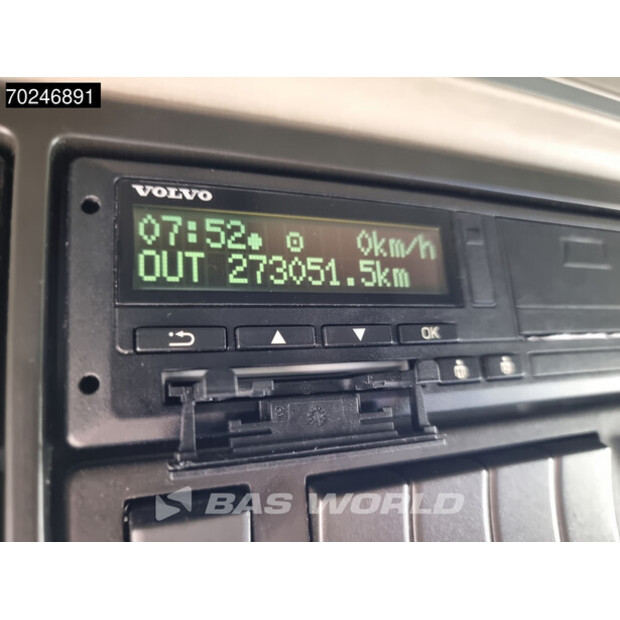 70246891
VOLVO
07:52 0km/h
OUT 273051.5km
OK
BAS WORLD